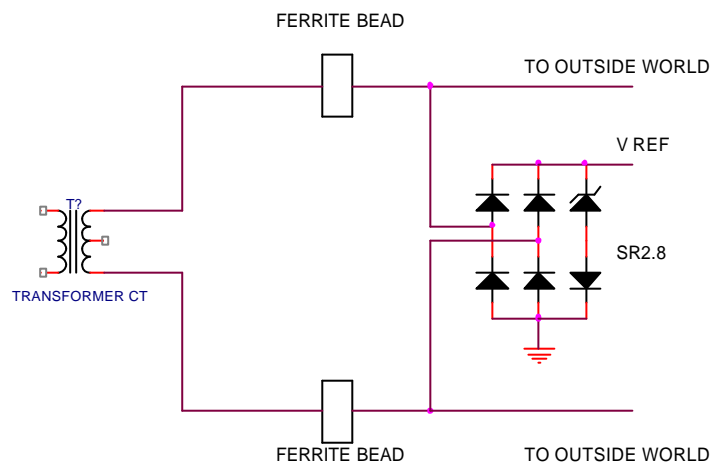 FERRITE BEAD
TO OUTSIDE WORLD
V REF
T?
SR2.8
TRANSFORMER CT
FERRITE BEAD
TO OUTSIDE WORLD